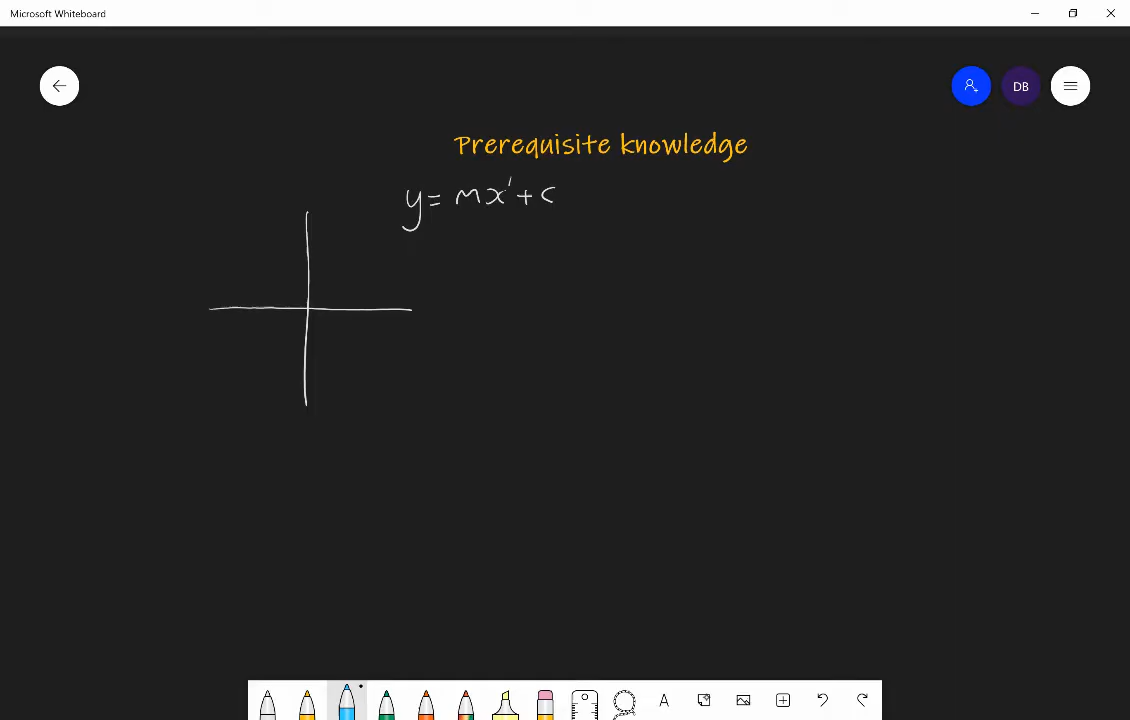 Microsoft Whiteboard
DB
Prerequisite knowledge
y = mx¹ + c
A